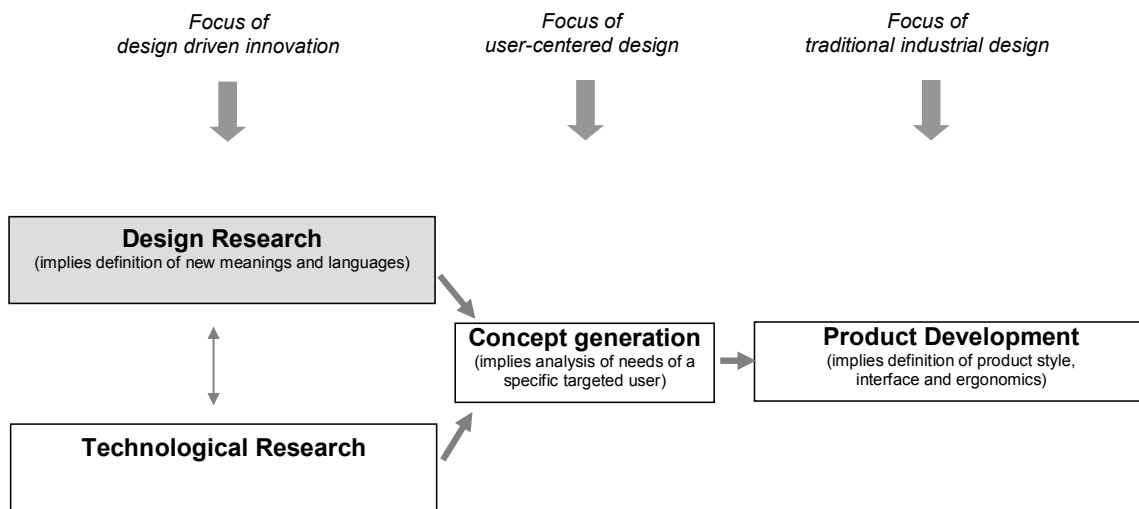 Focus of
design driven innovation
Focus of
user-centered design
Focus of
traditional industrial design
Design Research
(implies definition of new meanings and languages)
Technological Research
Concept generation
(implies analysis of needs of a
specific targeted user)
Product Development
(implies definition of product style,
interface and ergonomics)